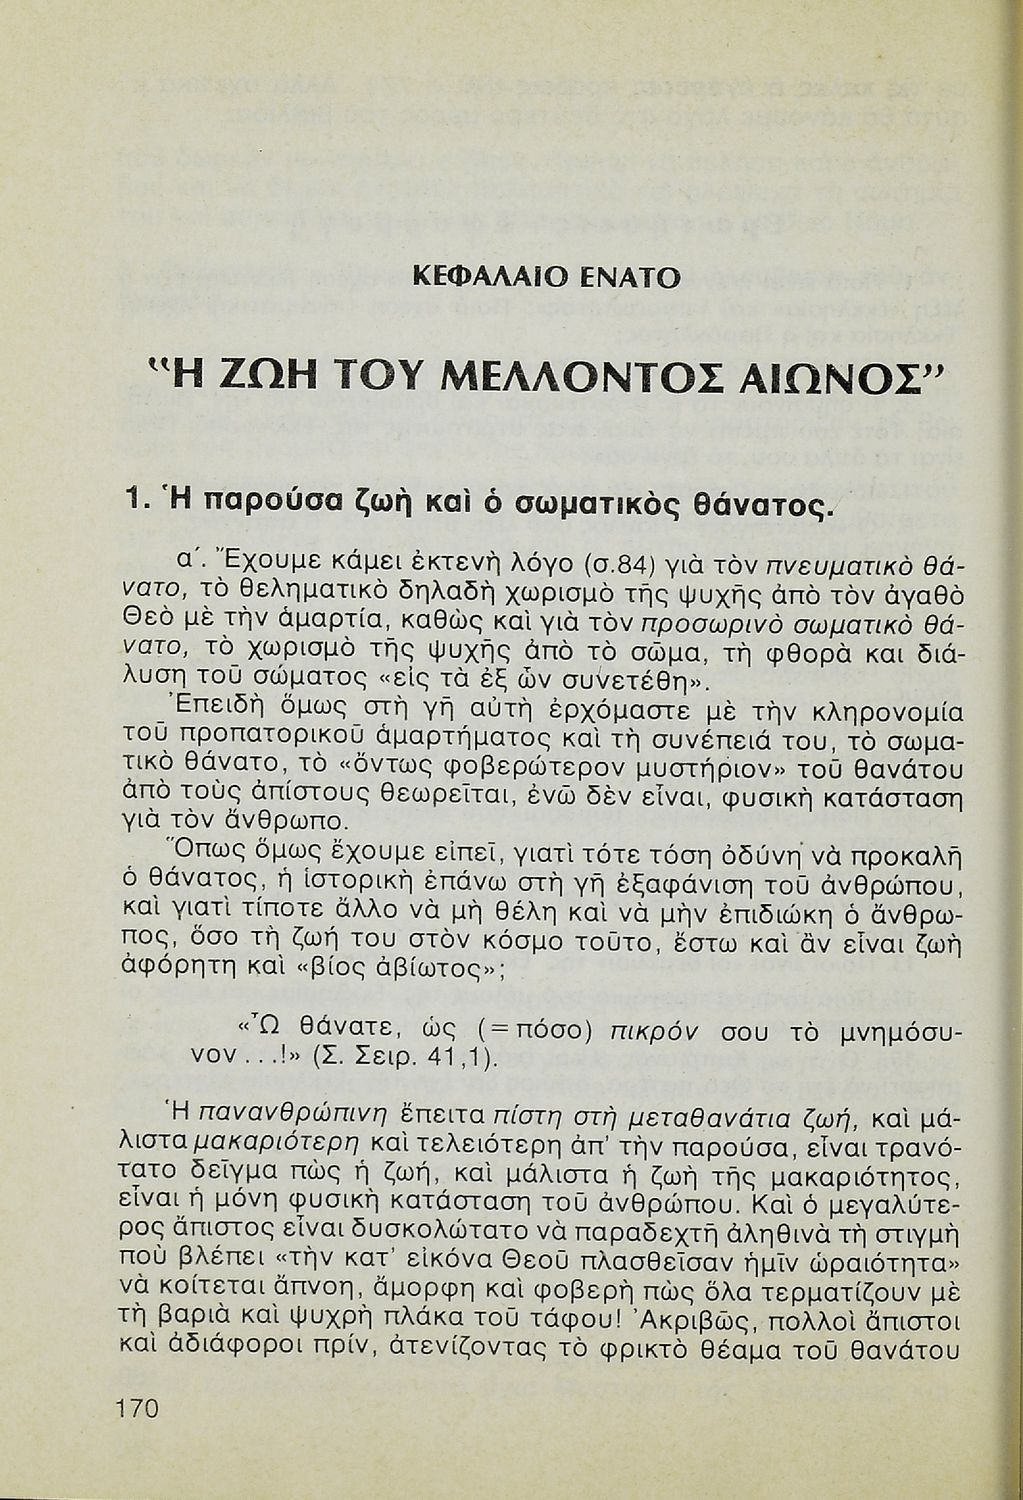 ΚΕΦΑΛΑΙΟ ΕΝΑΤΟ
"Η ΖΩΗ ΤΟΥ ΜΕΛΛΟΝΤΟΣ ΑΙΩΝΟΣ"
1. Ἡ παρούσα ζωὴ καὶ ὁ σωματικὸς θάνατος.
α΄. Ἔχουμε κάμει ἐκτενὴ λόγο (σ.84) γιὰ τὸν πνευματικὸ θά-
νατο, τὸ θεληματικὸ δηλαδὴ χωρισμὸ τῆς ψυχῆς ἀπὸ τὸν ἀγαθὸ
Θεὸ μὲ τὴν ἁμαρτία, καθὼς καὶ γιὰ τὸν προσωρινὸ σωματικὸ θά-
νατο, τὸ χωρισμὸ τῆς ψυχῆς ἀπὸ τὸ σῶμα, τὴ φθορὰ και διά-
λυση τοῦ σώματος «εἰς τὰ ἐξ ὧν συνετέθη».
Ἐπειδὴ ὅμως στὴ γῆ αὐτὴ ἐρχόμαστε μὲ τὴν κληρονομία
τοῦ προπατορικοῦ ἁμαρτήματος καὶ τὴ συνέπειά του, τὸ σωμα-
τικὸ θάνατο, τὸ «ὄντως φοβερώτερον μυστήριον» τοῦ θανάτου
ἀπὸ τοὺς ἀπίστους θεωρεῖται, ἐνῶ δὲν εἶναι, φυσικὴ κατάσταση
γιὰ τὸν ἄνθρωπο.
Ὅπως ὅμως ἔχουμε εἰπεῖ, γιατὶ τότε τόση ὀδύνη νὰ προκαλῆ
ὁ θάνατος, ἡ ἱστορικὴ ἐπάνω στὴ γῆ ἐξαφάνιση τοῦ ἀνθρώπου,
καὶ γιατὶ τίποτε ἄλλο νὰ μὴ θέλη καὶ νὰ μὴν ἐπιδιώκη ὁ ἄνθρω-
πος, ὅσο τὴ ζωή του στὸν κόσμο τοῦτο, ἔστω καὶ ἂν εἶναι ζωὴ
ἀφόρητη καὶ «βίος ἀβίωτος»;
«Ὦ θάνατε, ὡς (=πόσο) πικρόν σου τὸ μνημόσυ-
νον...!» (Σ. Σειρ. 41,1).
Ἡ πανανθρώπινη ἔπειτα πίστη στὴ μεταθανάτια ζωή, καὶ μά-
λιστα μακαριότερη καὶ τελειότερη ἀπ' τὴν παρούσα, εἶναι τρανό-
τατο δεῖγμα πὼς ἡ ζωή, καὶ μάλιστα ἡ ζωὴ τῆς μακαριότητος,
εἶναι ἡ μόνη φυσικὴ κατάσταση τοῦ ἀνθρώπου. Καὶ ὁ μεγαλύτε-
ρος ἄπιστος εἶναι δυσκολώτατο νὰ παραδεχτῆ ἀληθινὰ τὴ στιγμὴ
ποὺ βλέπει «τὴν κατ' εἰκόνα Θεοῦ πλασθεῖσαν ἡμῖν ὡραιότητα»
νὰ κοίτεται ἄπνοη, ἄμορφη καὶ φοβερὴ πὼς ὅλα τερματίζουν μὲ
τὴ βαριὰ καὶ ψυχρὴ πλάκα τοῦ τάφου! Ἀκριβῶς, πολλοὶ ἄπιστοι
καὶ ἀδιάφοροι πρίν, ἀτενίζοντας τὸ φρικτὸ θέαμα τοῦ θανάτου
170